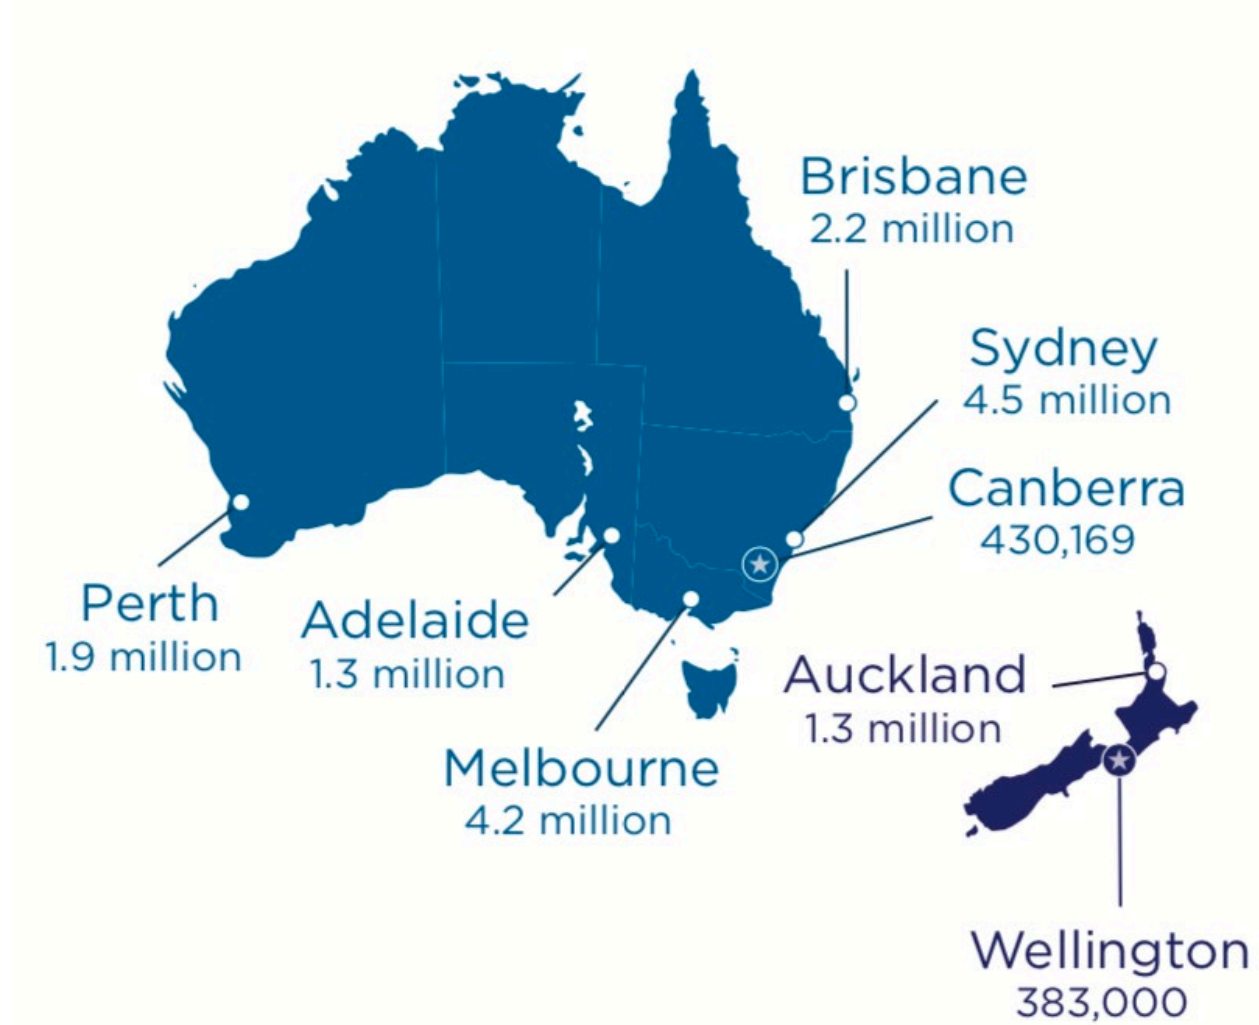 Brisbane
2.2 million
Sydney
4.5 million
Canberra
430,169
Perth
1.9 million
Adelaide
1.3 million
Melbourne
4.2 million
Auckland
1.3 million
Wellington
383,000